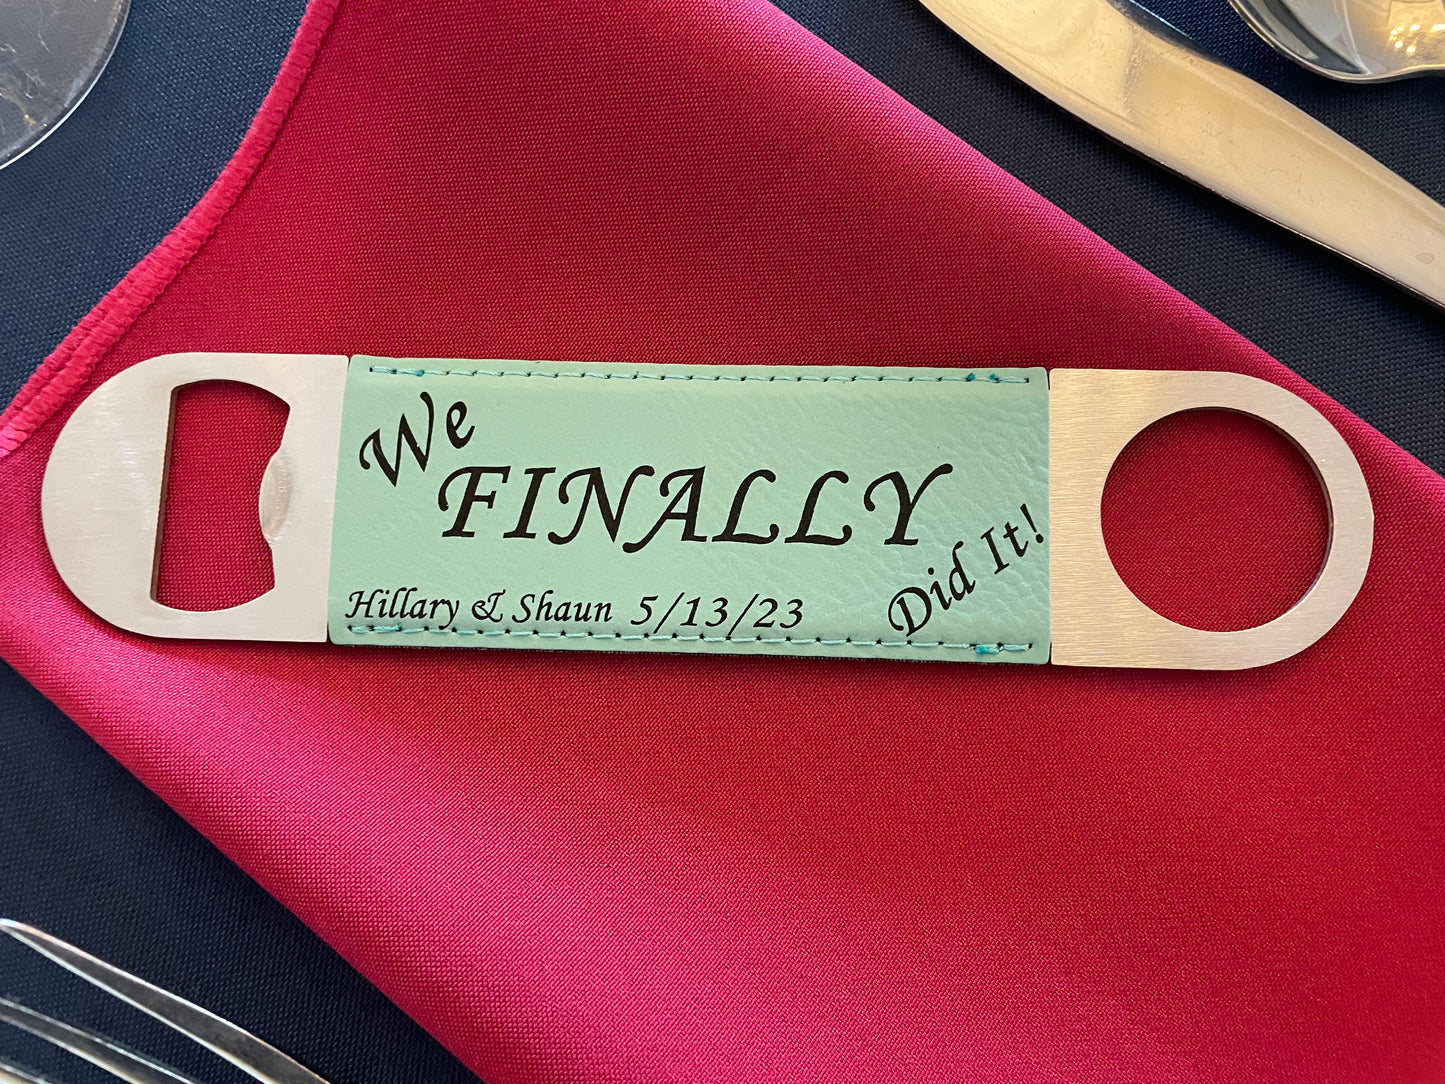 We
FINALLY
Did It!
Hillary & Shaun 5/13/23